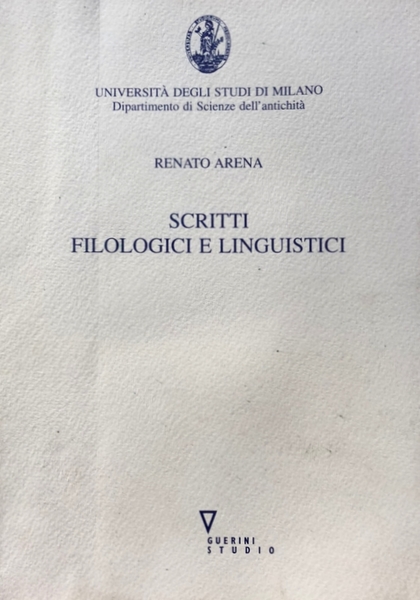 UNIVERSITÀ DEGLI STUDI DI MILANO
Dipartimento di Scienze dell'antichità
RENATO ARENA
SCRITTI
FILOLOGICI E LINGUISTICI
GUERINI
STUDIO